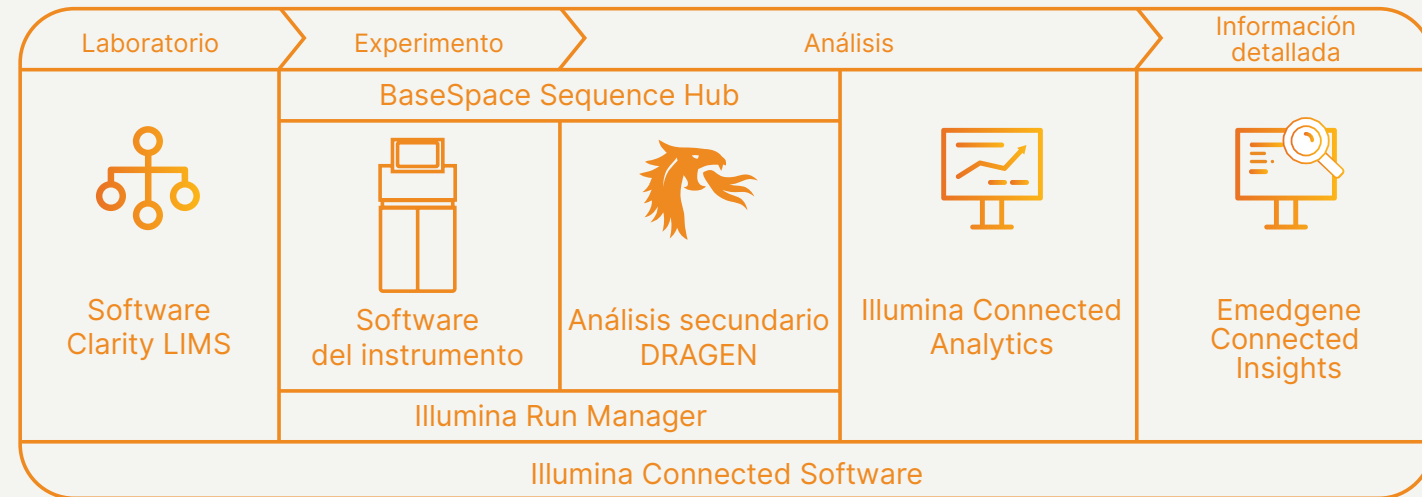 Laboratorio
Experimento
Análisis
Información
detallada
BaseSpace Sequence Hub
Software
Clarity LIMS
Software
del instrumento
Análisis secundario
DRAGEN
Illumina Connected
Analytics
Emedgene
Connected
Insights
Illumina Run Manager
Illumina Connected Software